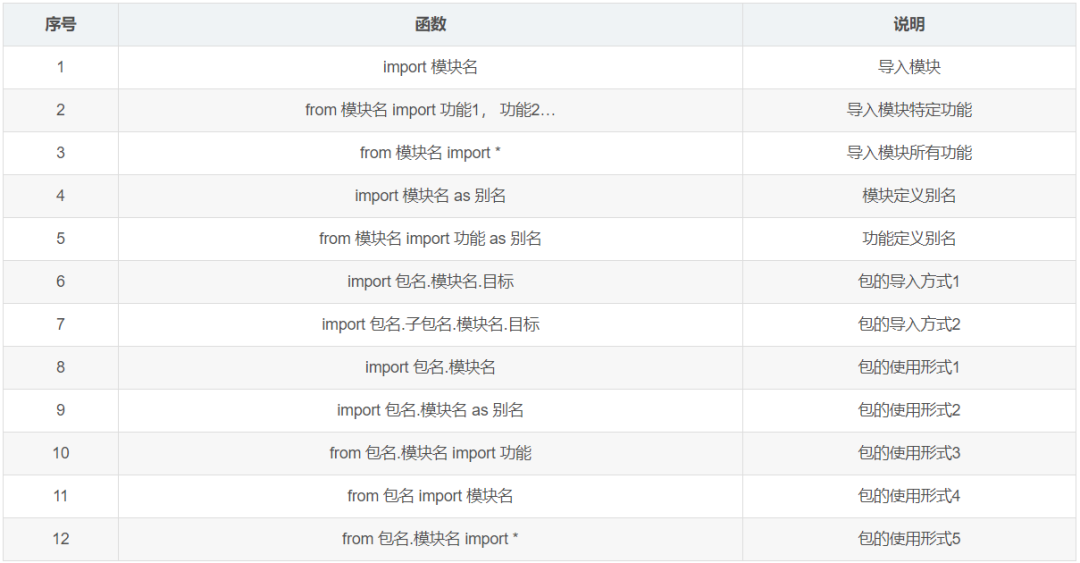 序号 函数 说明
1 import 模块名 导入模块
2 from 模块名 import 功能1， 功能2… 导入模块特定功能
3 from 模块名 import * 导入模块所有功能
4 import 模块名 as 别名 模块定义别名
5 from 模块名 import 功能 as 别名 功能定义别名
6 import 包名.模块名.目标 包的导入方式1
7 import 包名.子包名.模块名.目标 包的导入方式2
8 import 包名.模块名 包的使用形式1
9 import 包名.模块名 as 别名 包的使用形式2
10 from 包名.模块名 import 功能 包的使用形式3
11 from 包名 import 模块名 包的使用形式4
12 from 包名.模块名 import * 包的使用形式5